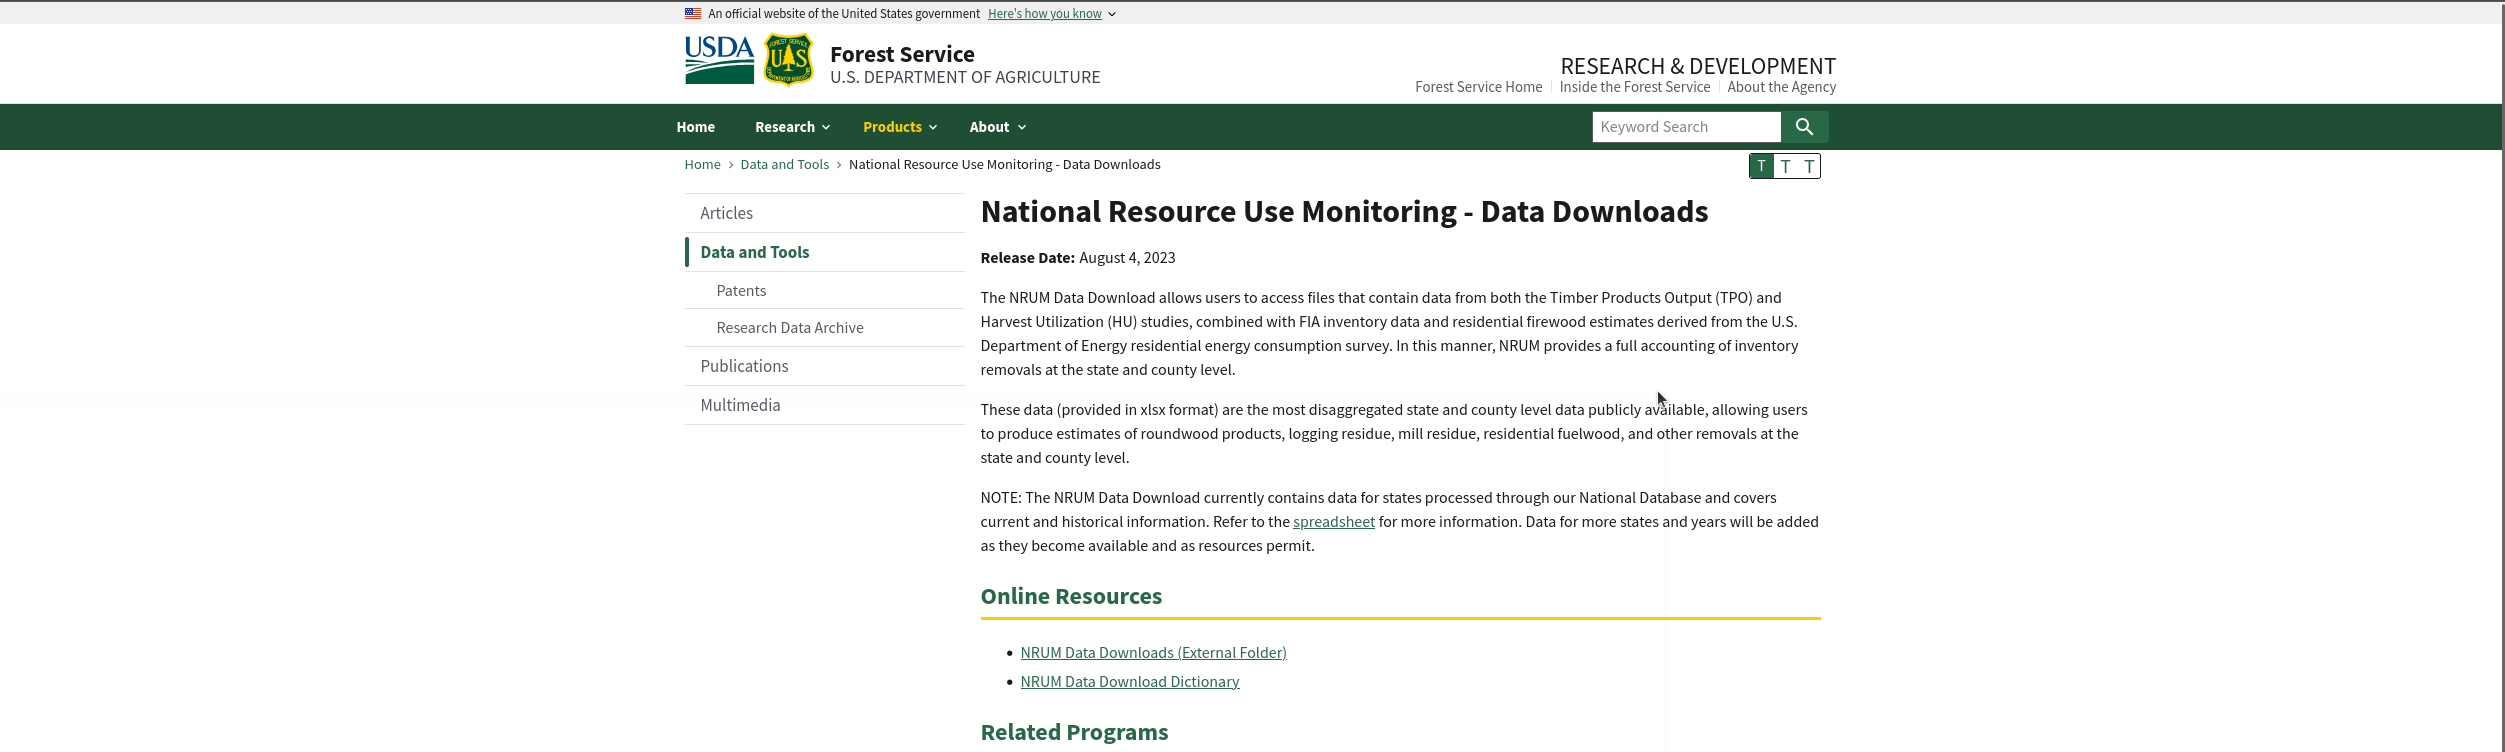 An official website of the United States government Here's how you know
USDA
FOREST SERVICE
U S
DEPARTMENT OF AGRICULTURE
Forest Service
U.S. DEPARTMENT OF AGRICULTURE
RESEARCH & DEVELOPMENT
Forest Service Home Inside the Forest Service About the Agency
Home Research Products About Keyword Search
Home › Data and Tools › National Resource Use Monitoring - Data Downloads
T T T
Articles
Data and Tools
Patents
Research Data Archive
Publications
Multimedia
National Resource Use Monitoring - Data Downloads
Release Date: August 4, 2023
The NRUM Data Download allows users to access files that contain data from both the Timber Products Output (TPO) and
Harvest Utilization (HU) studies, combined with FIA inventory data and residential firewood estimates derived from the U.S.
Department of Energy residential energy consumption survey. In this manner, NRUM provides a full accounting of inventory
removals at the state and county level.
These data (provided in xlsx format) are the most disaggregated state and county level data publicly available, allowing users
to produce estimates of roundwood products, logging residue, mill residue, residential fuelwood, and other removals at the
state and county level.
NOTE: The NRUM Data Download currently contains data for states processed through our National Database and covers
current and historical information. Refer to the spreadsheet for more information. Data for more states and years will be added
as they become available and as resources permit.
Online Resources
• NRUM Data Downloads (External Folder)
• NRUM Data Download Dictionary
Related Programs